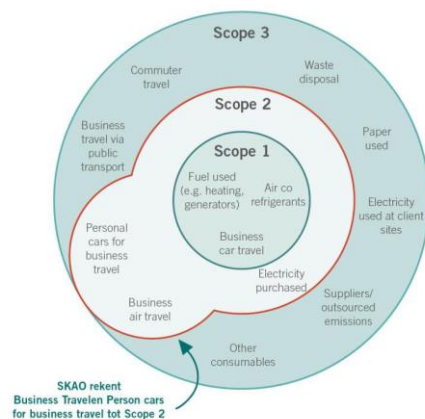 Scope 3
Commuter
travel
Waste
disposal
Scope 2
Business
travel via
public
transport
Paper
used
Scope 1
Fuel used
(e.g. heating,
generators)
Air co
refrigerants
Business
car travel
Electricity
used at client
sites
Personal
cars for
business
travel
Electricity
purchased
Business
air travel
Suppliers/
outsourced
emissions
Other
consumables
SKAO rekent
Business Travelen Person cars
for business travel tot Scope 2